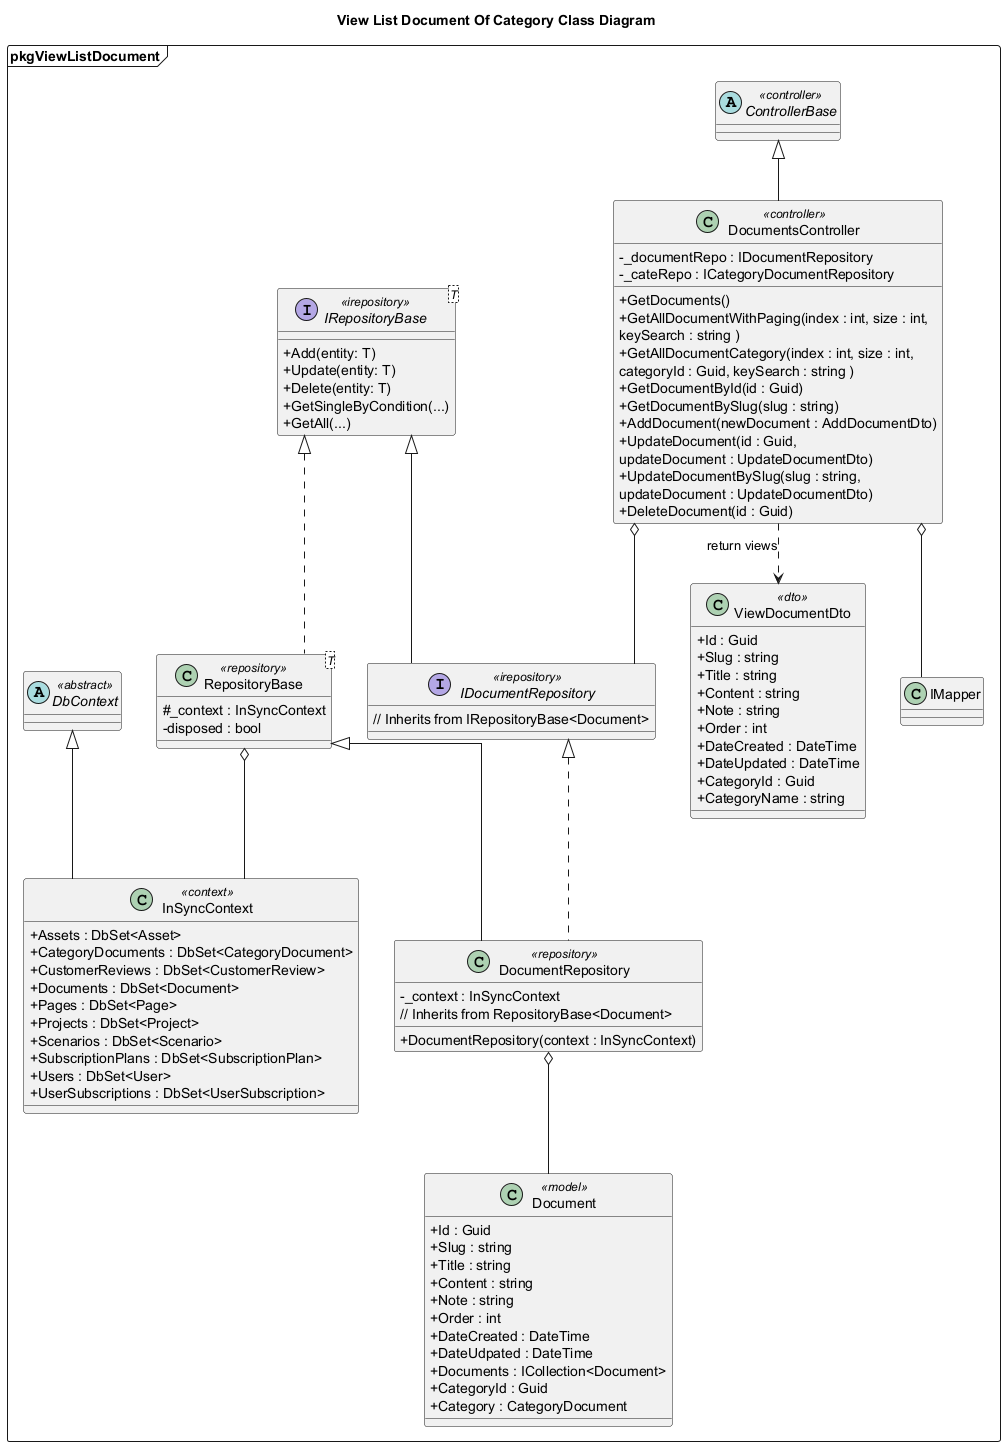 View List Document Of Category Class Diagram
pkgViewListDocument
A
«controller»
ControllerBase
C
«controller»
DocumentsController
-_documentRepo : IDocumentRepository
-_cateRepo : ICategoryDocumentRepository
+GetDocuments()
+GetAllDocumentWithPaging(index : int, size : int,
keySearch : string )
+GetAllDocumentCategory(index : int, size : int,
categoryId : Guid, keySearch : string )
+GetDocumentById(id : Guid)
+GetDocumentBySlug(slug : string)
+AddDocument(newDocument : AddDocumentDto)
+UpdateDocument(id : Guid,
updateDocument : UpdateDocumentDto)
+UpdateDocumentBySlug(slug : string,
updateDocument : UpdateDocumentDto)
+DeleteDocument(id : Guid)
T
I
«irepository»
IRepositoryBase
+Add(entity: T)
+Update(entity: T)
+Delete(entity: T)
+GetSingleByCondition(...)
+GetAll(...)
return views
C
«dto»
ViewDocumentDto
+Id : Guid
+Slug : string
+Title : string
+Content : string
+Note : string
+Order : int
+DateCreated : DateTime
+DateUpdated : DateTime
+CategoryId : Guid
+CategoryName : string
A
«abstract»
DbContext
T
C
«repository»
RepositoryBase
#_context : InSyncContext
-disposed : bool
I
«irepository»
IDocumentRepository
// Inherits from IRepositoryBase<Document>
C
IMapper
C
«context»
InSyncContext
+Assets : DbSet<Asset>
+CategoryDocuments : DbSet<CategoryDocument>
+CustomerReviews : DbSet<CustomerReview>
+Documents : DbSet<Document>
+Pages : DbSet<Page>
+Projects : DbSet<Project>
+Scenarios : DbSet<Scenario>
+SubscriptionPlans : DbSet<SubscriptionPlan>
+Users : DbSet<User>
+UserSubscriptions : DbSet<UserSubscription>
C
«repository»
DocumentRepository
-_context : InSyncContext
// Inherits from RepositoryBase<Document>
+DocumentRepository(context : InSyncContext)
C
«model»
Document
+Id : Guid
+Slug : string
+Title : string
+Content : string
+Note : string
+Order : int
+DateCreated : DateTime
+DateUdpated : DateTime
+Documents : ICollection<Document>
+CategoryId : Guid
+Category : CategoryDocument